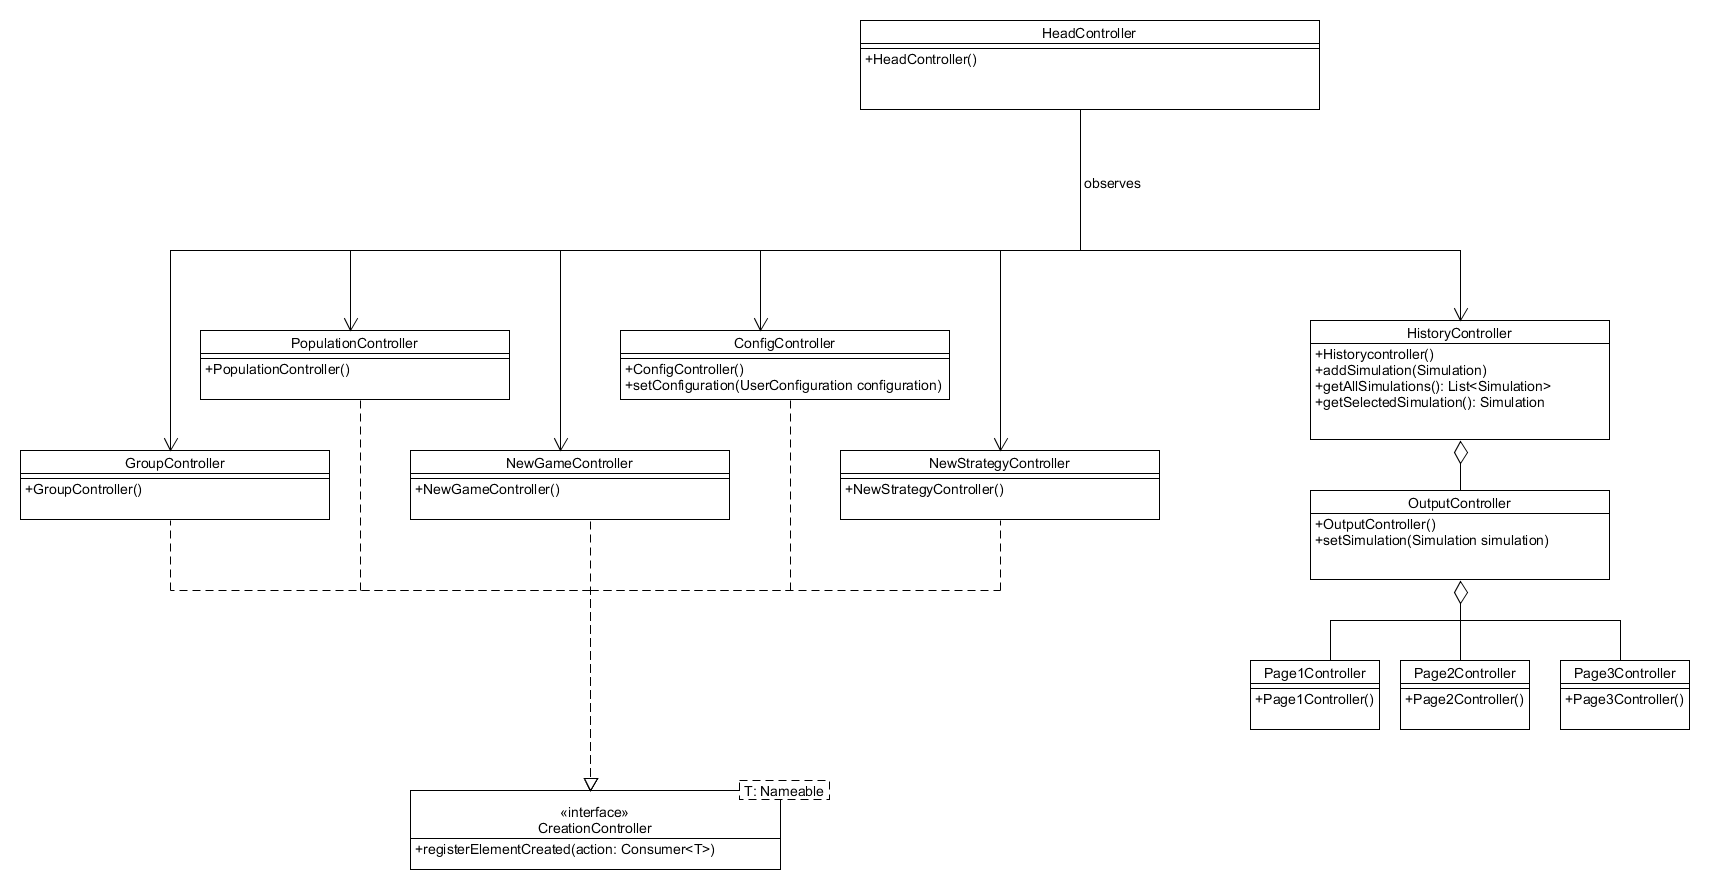 HeadController
+HeadController()
observes
PopulationController
+PopulationController()
ConfigController
+ConfigController()
+setConfiguration(UserConfiguration configuration)
HistoryController
+Historycontroller()
+addSimulation(Simulation)
+getAllSimulations(): List<Simulation>
+getSelectedSimulation(): Simulation
GroupController
+GroupController()
NewGameController
+NewGameController()
NewStrategyController
+NewStrategyController()
OutputController
+OutputController()
+setSimulation(Simulation simulation)
Page1Controller
+Page1Controller()
Page2Controller
+Page2Controller()
Page3Controller
+Page3Controller()
T: Nameable
«interface»
CreationController
+registerElementCreated(action: Consumer<T>)